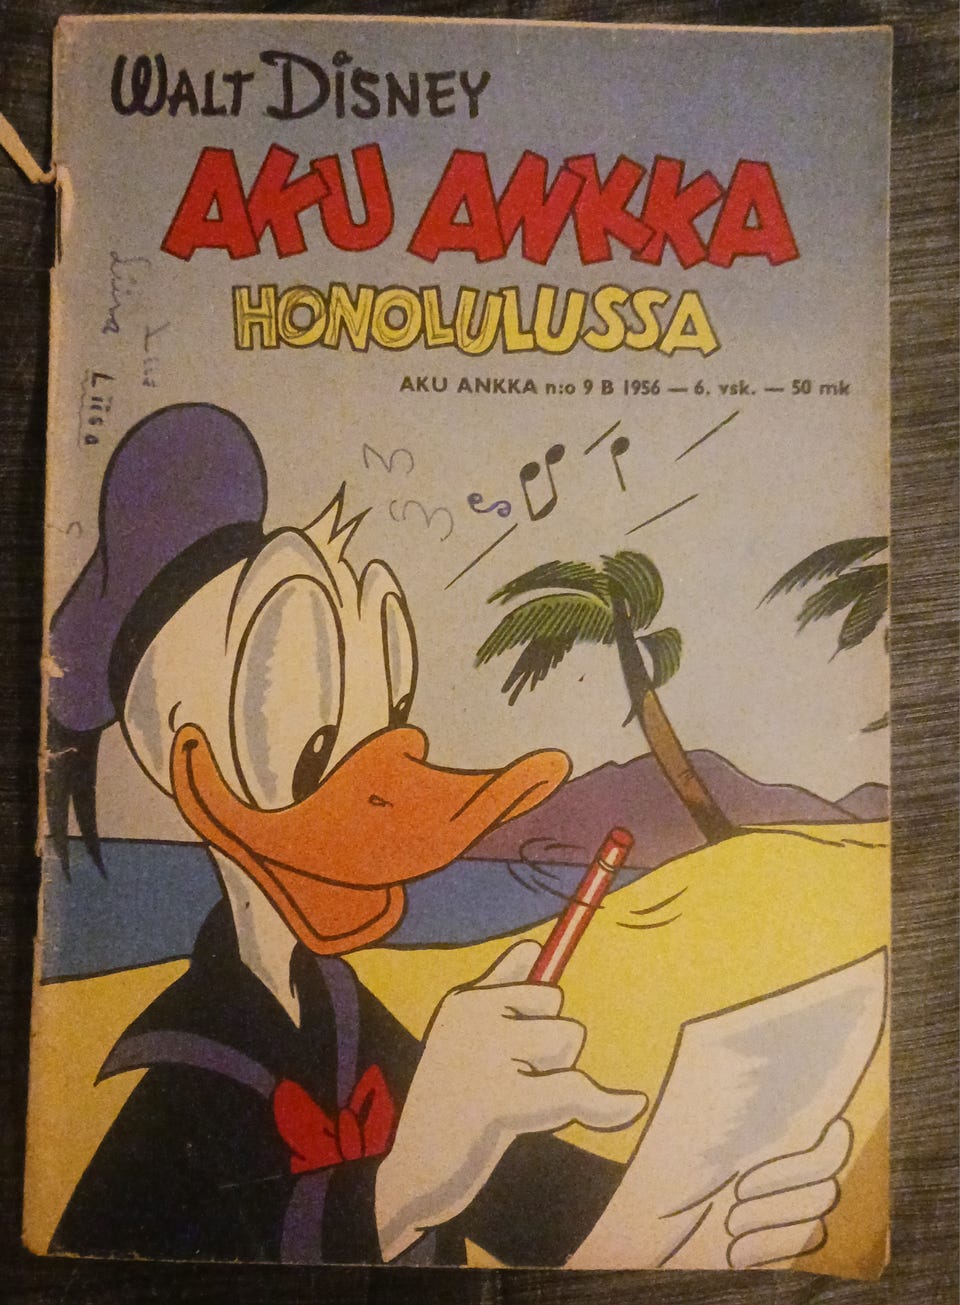 WALT DISNEY
AKU ANKKA
HONOLULUSSA
AKU ANKKA n:o 9 B 1956 — 6. vsk. — 50 mk
Liisa